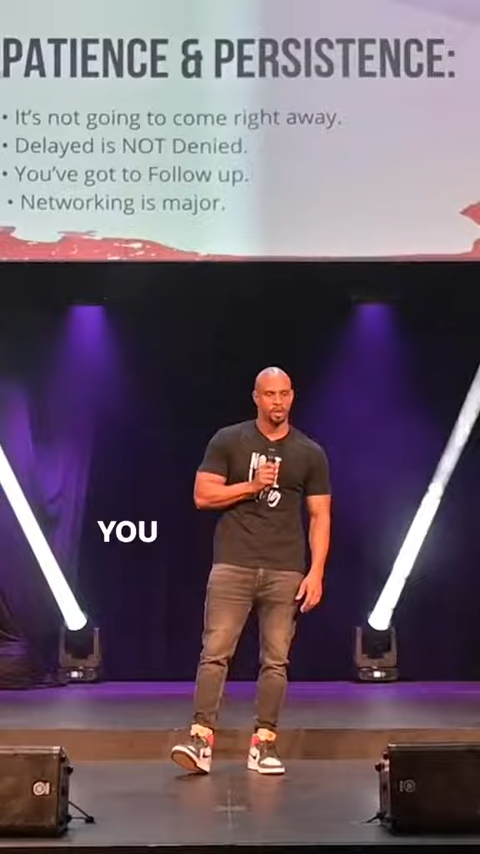 PATIENCE & PERSISTENCE:
• It's not going to come right away.
• Delayed is NOT Denied.
• You've got to Follow up.
• Networking is major.
YOU